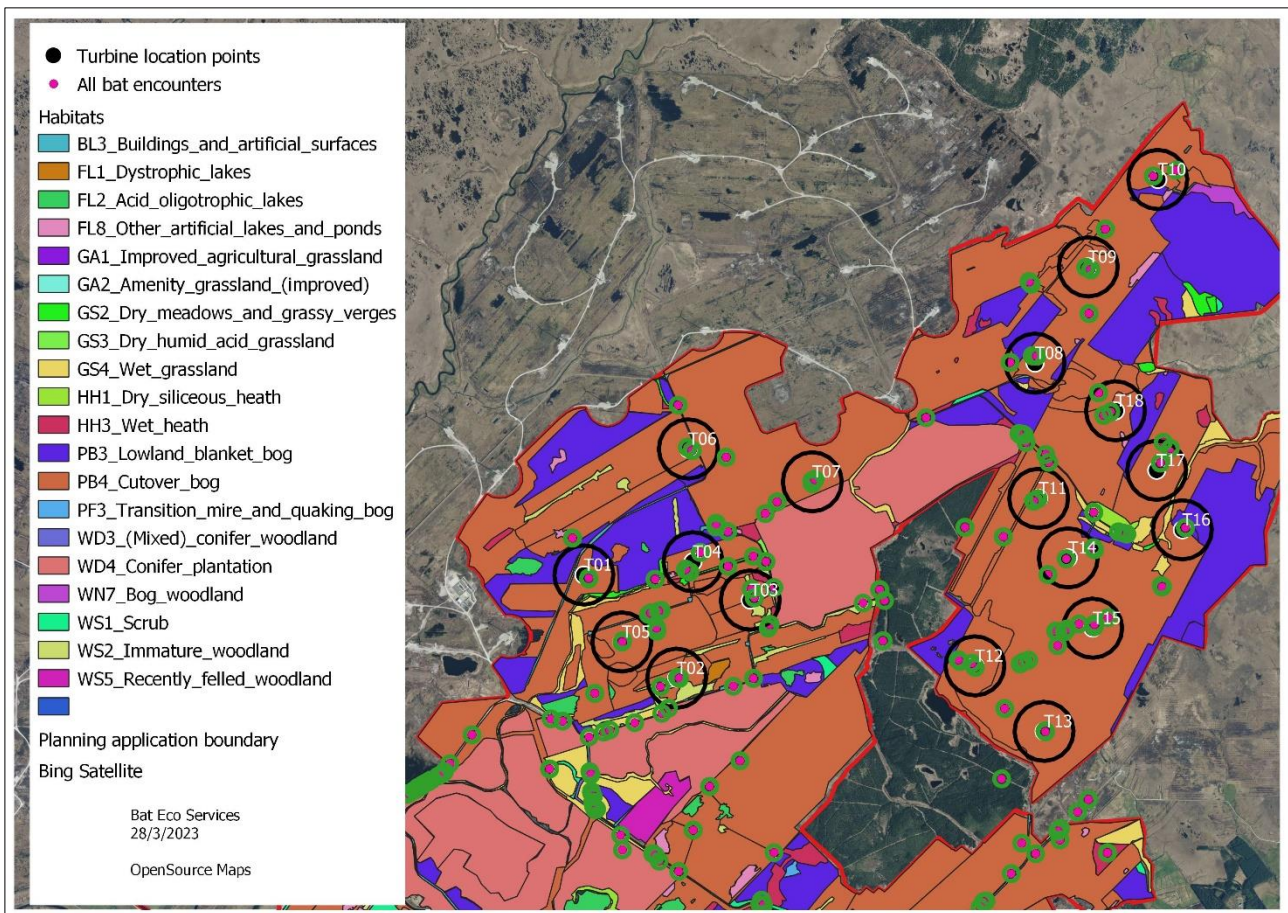 Turbine location points
All bat encounters
Habitats
BL3_Buildings_and_artificial_surfaces
FL1_Dystrophic_lakes
FL2_Acid_oligotrophic_lakes
FL8_Other_artificial_lakes_and_ponds
GA1_Improved_agricultural_grassland
GA2_Amenity_grassland_(improved)
GS2_Dry_meadows_and_grassy_verges
GS3_Dry_humid_acid_grassland
GS4_Wet_grassland
HH1_Dry_siliceous_heath
HH3_Wet_heath
PB3_Lowland_blanket_bog
PB4_Cutover_bog
PF3_Transition_mire_and_quaking_bog
WD3_(Mixed)_conifer_woodland
WD4_Conifer_plantation
WN7_Bog_woodland
WS1_Scrub
WS2_Immature_woodland
WS5_Recently_felled_woodland
Planning application boundary
Bing Satellite
Bat Eco Services
28/3/2023
OpenSource Maps
T10
T09
T08
T18
T06
T17
T07
T11
T16
T04
T14
T01
T03
T15
T05
T12
T02
T13